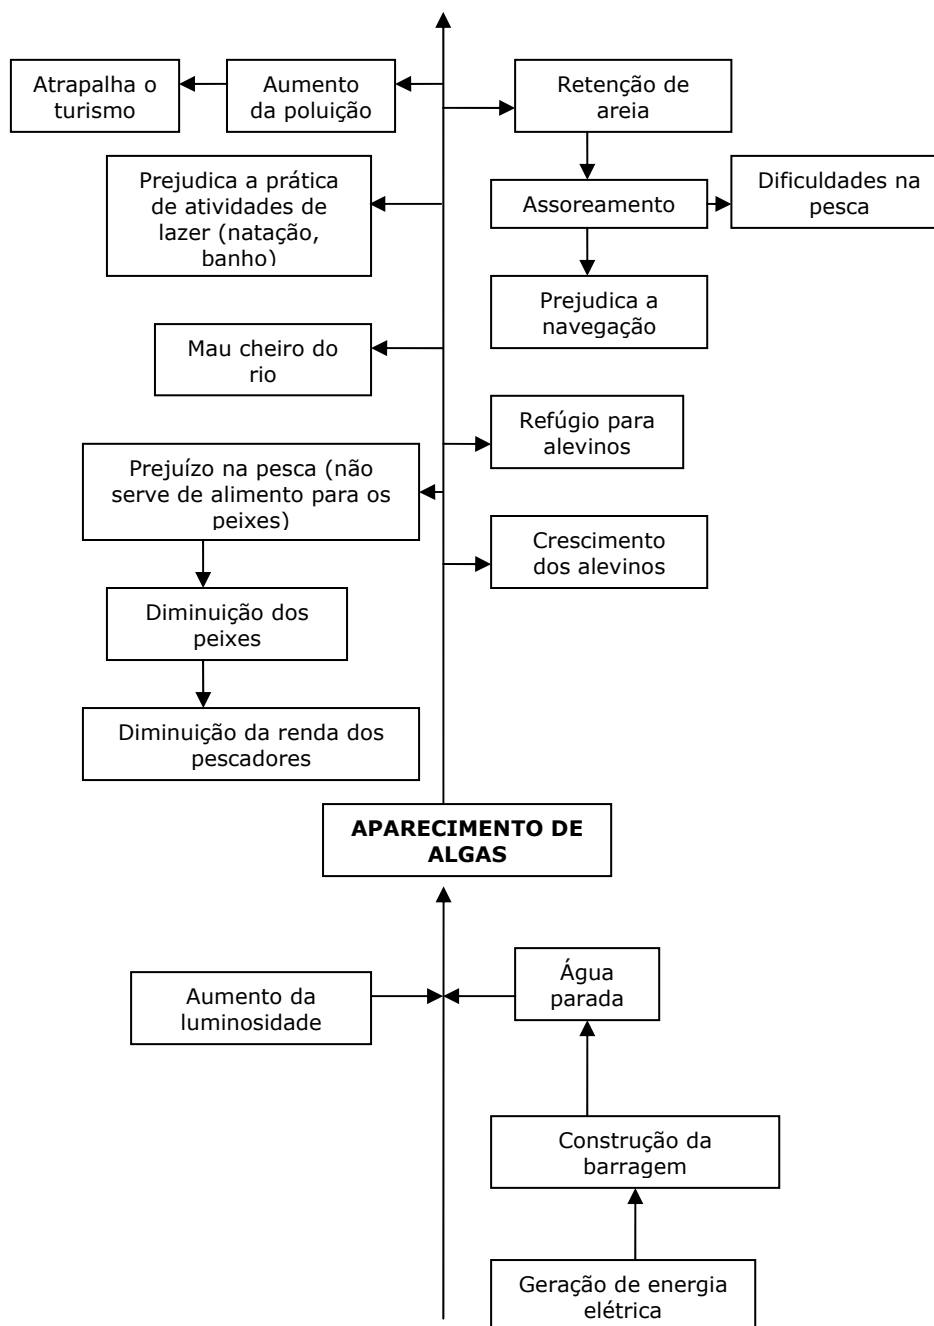 Atrapalha o
turismo
Aumento
da poluição
Retenção de
areia
Prejudica a prática
de atividades de
lazer (natação,
banho)
Assoreamento
Dificuldades na
pesca
Prejudica a
navegação
Mau cheiro do
rio
Refúgio para
alevinos
Prejuízo na pesca (não
serve de alimento para os
peixes)
Crescimento
dos alevinos
Diminuição dos
peixes
Diminuição da renda dos
pescadores
APARECIMENTO DE
ALGAS
Aumento da
luminosidade
Água
parada
Construção da
barragem
Geração de energia
elétrica